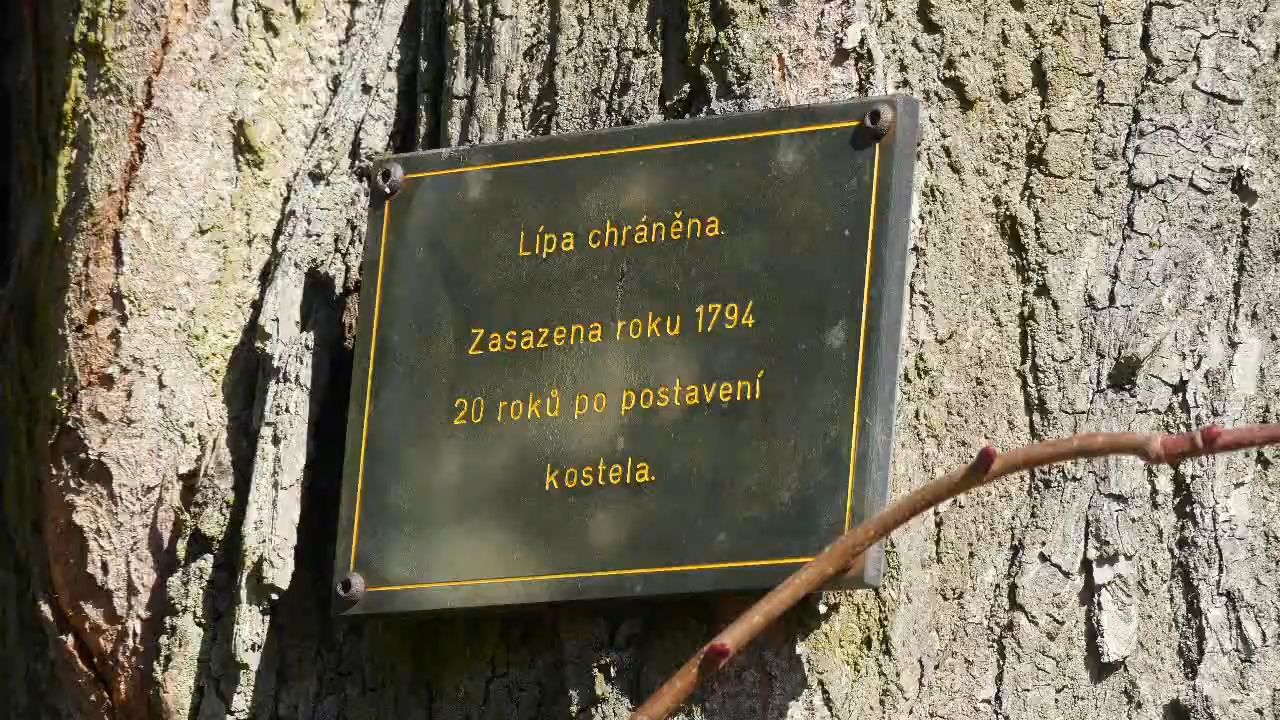 Lípa chráněna.
Zasazena roku 1794
20 roků po postavení
kostela.